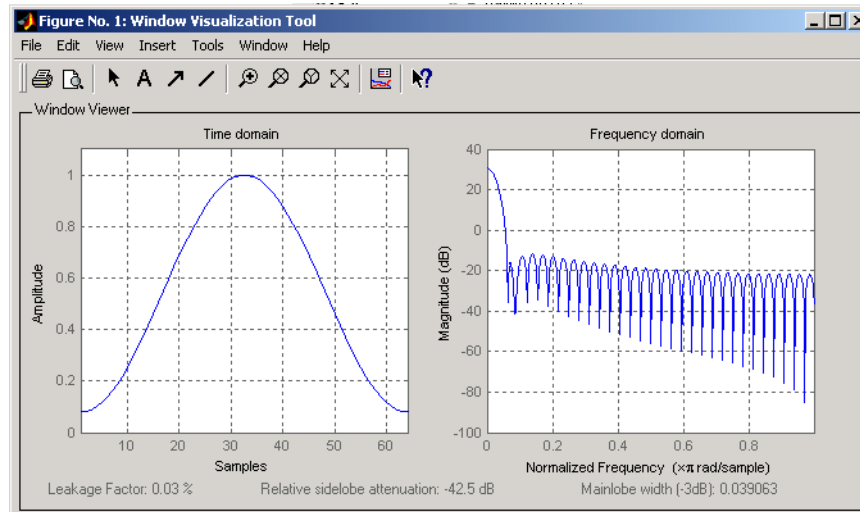 Figure No. 1: Window Visualization Tool
File Edit View Insert Tools Window Help
A
Window Viewer
Time domain
Amplitude
1
0.8
0.6
0.4
0.2
0
10 20 30 40 50 60
Samples
Frequency domain
Magnitude (dB)
40
20
0
-20
-40
-60
-80
-100
0 0.2 0.4 0.6 0.8
Normalized Frequency (×π rad/sample)
Leakage Factor: 0.03 % Relative sidelobe attenuation: -42.5 dB Mainlobe width (-3dB): 0.039063